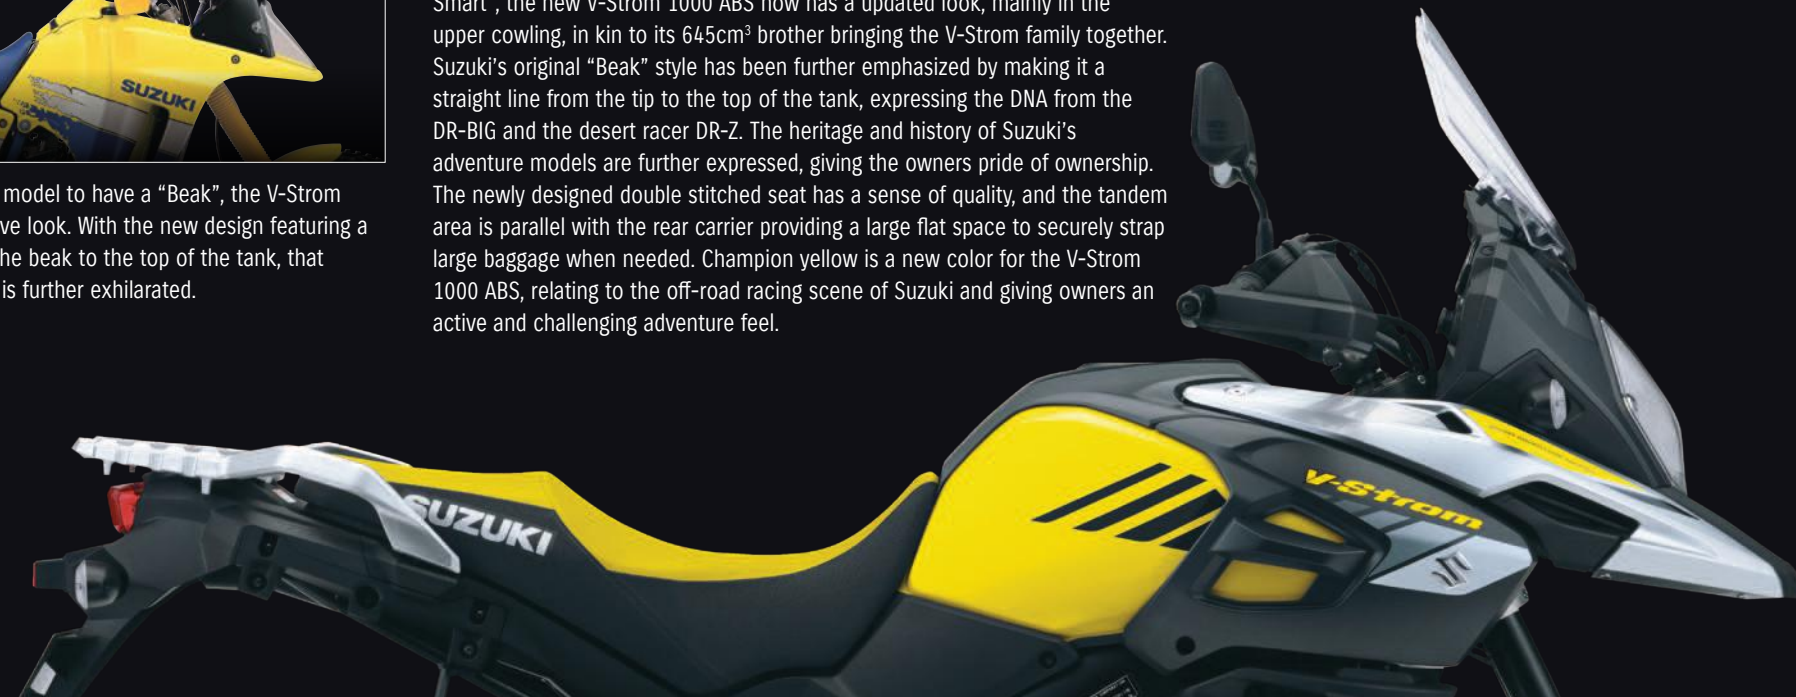 SUZUKI
model to have a “Beak”, the V-Strom
ve look. With the new design featuring a
he beak to the top of the tank, that
is further exhilarated.
Smart”, the new V-Strom 1000 ABS now has a updated look, mainly in the
upper cowling, in kin to its 645cm³ brother bringing the V-Strom family together.
Suzuki’s original “Beak” style has been further emphasized by making it a
straight line from the tip to the top of the tank, expressing the DNA from the
DR-BIG and the desert racer DR-Z. The heritage and history of Suzuki’s
adventure models are further expressed, giving the owners pride of ownership.
The newly designed double stitched seat has a sense of quality, and the tandem
area is parallel with the rear carrier providing a large flat space to securely strap
large baggage when needed. Champion yellow is a new color for the V-Strom
1000 ABS, relating to the off-road racing scene of Suzuki and giving owners an
active and challenging adventure feel.
V-Strom
SUZUKI